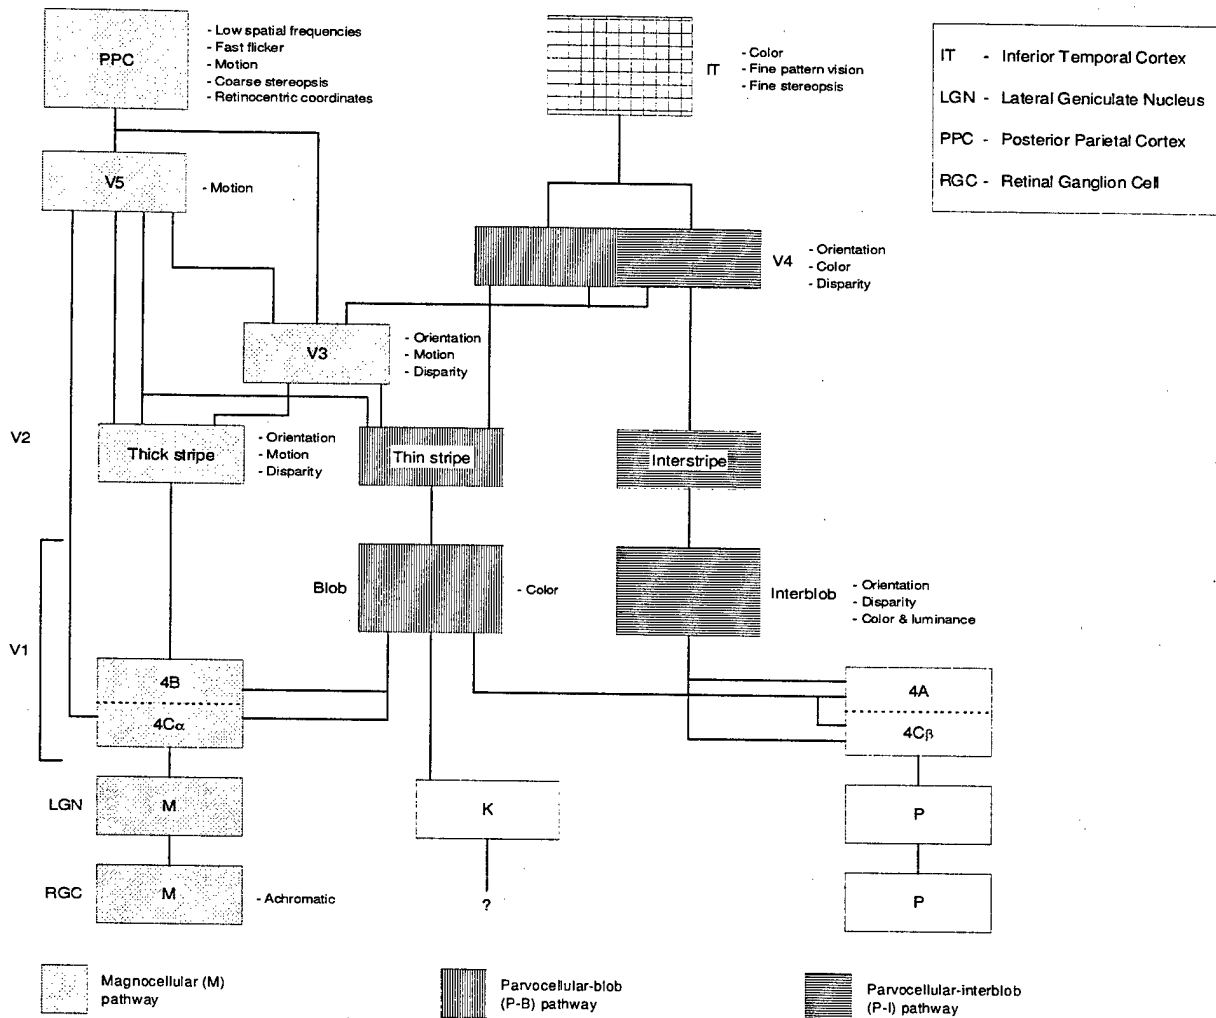 PPC
- Low spatial frequencies
- Fast flicker
- Motion
- Coarse stereopsis
- Retinocentric coordinates
IT
- Color
- Fine pattern vision
- Fine stereopsis
IT - Inferior Temporal Cortex
LGN - Lateral Geniculate Nucleus
PPC - Posterior Parietal Cortex
RGC - Retinal Ganglion Cell
V5
- Motion
V4
- Orientation
- Color
- Disparity
V3
- Orientation
- Motion
- Disparity
V2
Thick stripe
- Orientation
- Motion
- Disparity
Thin stripe
Interstripe
V1
Blob
- Color
Interblob
- Orientation
- Disparity
- Color & luminance
4B
4Cα
4A
4Cβ
LGN
M
K
P
RGC
M
- Achromatic
?
P
Magnocellular (M)
pathway
Parvocellular-blob
(P-B) pathway
Parvocellular-interblob
(P-I) pathway